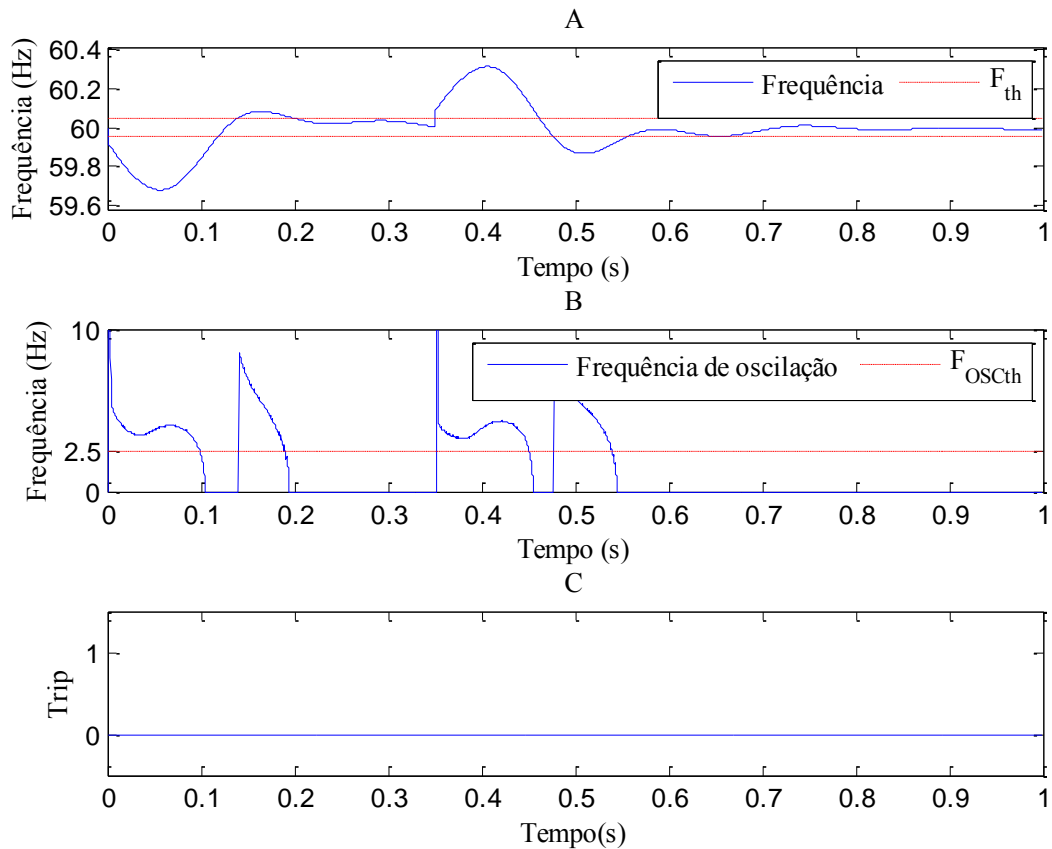 A
Frequência (Hz)
60.4
60.2
60
59.8
59.6
Frequência
F_th
0 0.1 0.2 0.3 0.4 0.5 0.6 0.7 0.8 0.9 1
Tempo (s)
B
Frequência (Hz)
10
2.5
0
Frequência de oscilação
F_OSCth
0 0.1 0.2 0.3 0.4 0.5 0.6 0.7 0.8 0.9 1
Tempo (s)
C
Trip
1
0
0 0.1 0.2 0.3 0.4 0.5 0.6 0.7 0.8 0.9 1
Tempo(s)